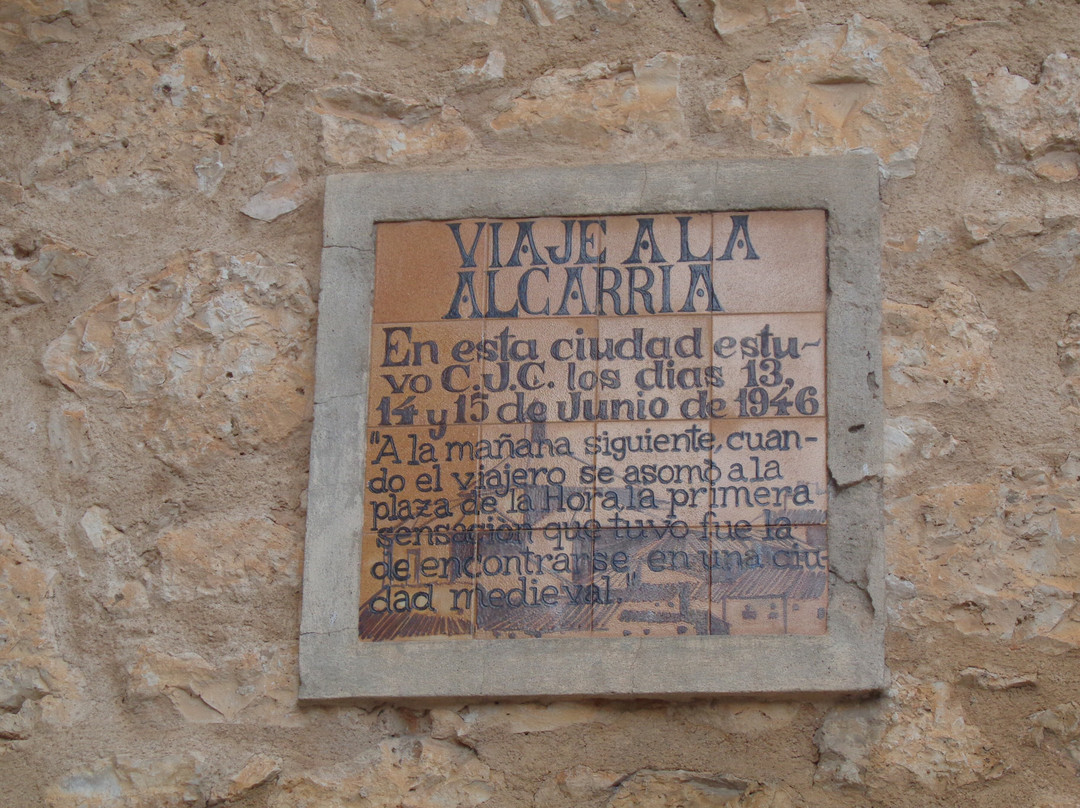 VIAJE A LA
ALCARRIA
En esta ciudad estu-
vo C.J.C. los dias 13,
14 y 15 de Junio de 1946
"A la mañana siguiente, cuan-
do el viajero se asomò a la
plaza de la Hora la primera
sensaciòn que tuvo fue la
de encontrarse en una ciu-
dad medieval."